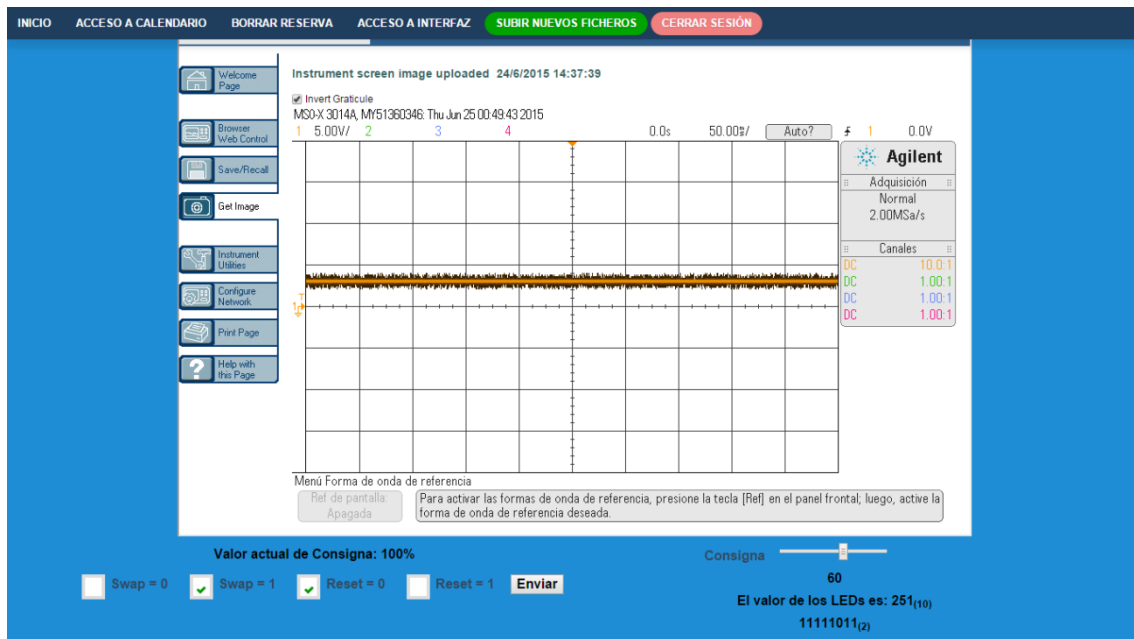 INICIO ACCESO A CALENDARIO BORRAR RESERVA ACCESO A INTERFAZ SUBIR NUEVOS FICHEROS CERRAR SESIÓN
Welcome Page
Browser Web Control
Save/Recall
Get Image
Instrument Utilities
Configure Network
Print Page
Help with this Page
Instrument screen image uploaded 24/6/2015 14:37:39
Invert Graticule
MSO-X 3014A, MY51360346: Thu Jun 25 00:49:43 2015
1 5.00V/ 2 3 4 0.0s 50.00s/ Auto? 1 0.0V
Agilent
Adquisición
Normal
2.00MSa/s
Canales
DC 10.0:1
DC 1.00:1
DC 1.00:1
DC 1.00:1
T
1
Menú Forma de onda de referencia
Ref de pantalla:
Apagada
Para activar las formas de onda de referencia, presione la tecla [Ref] en el panel frontal; luego, active la
forma de onda de referencia deseada.
Valor actual de Consigna: 100% Consigna
Swap = 0 Swap = 1 Reset = 0 Reset = 1 Enviar
60
El valor de los LEDs es: 251(10)
11111011(2)